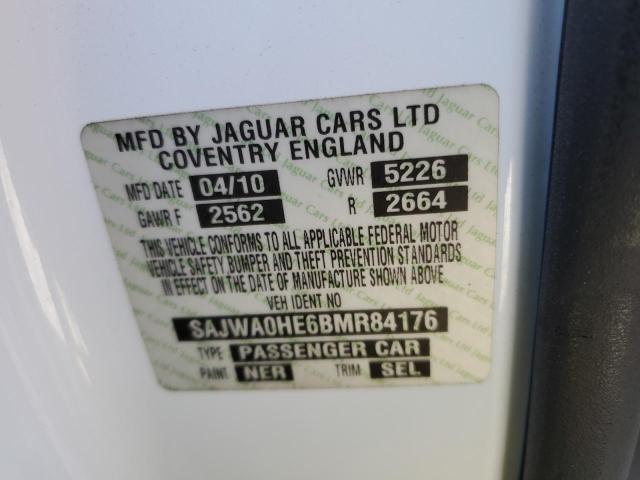 MFD BY JAGUAR CARS LTD
COVENTRY ENGLAND
MFD DATE 04/10 GVWR 5226
GAWR F 2562 R 2664
THIS VEHICLE CONFORMS TO ALL APPLICABLE FEDERAL MOTOR
VEHICLE SAFETY BUMPER AND THEFT PREVENTION STANDARDS
IN EFFECT ON THE DATE OF MANUFACTURE SHOWN ABOVE
VEH IDENT NO
SAJWA0HE6BMR84176
TYPE PASSENGER CAR
PAINT NER TRIM SEL